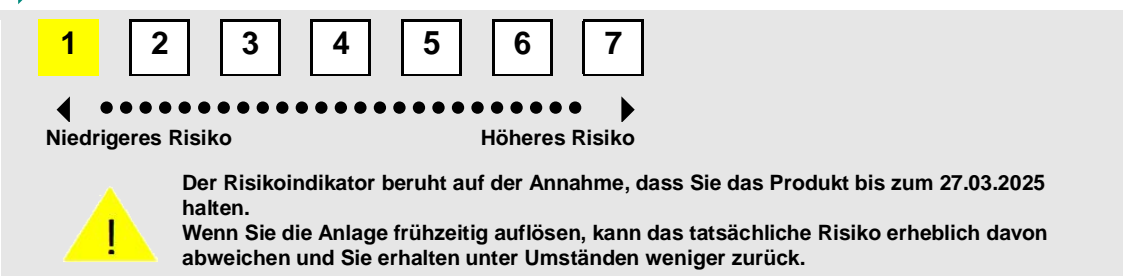 1 2 3 4 5 6 7
Niedrigeres Risiko Höheres Risiko
Der Risikoindikator beruht auf der Annahme, dass Sie das Produkt bis zum 27.03.2025
halten.
Wenn Sie die Anlage frühzeitig auflösen, kann das tatsächliche Risiko erheblich davon
abweichen und Sie erhalten unter Umständen weniger zurück.
!